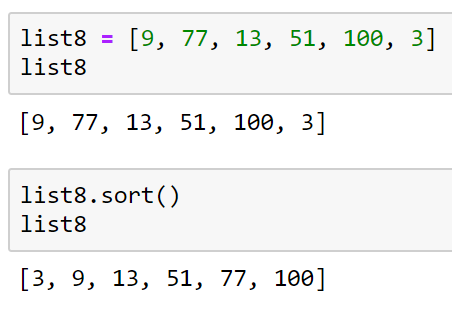 list8 = [9, 77, 13, 51, 100, 3]
list8
[9, 77, 13, 51, 100, 3]
list8.sort()
list8
[3, 9, 13, 51, 77, 100]